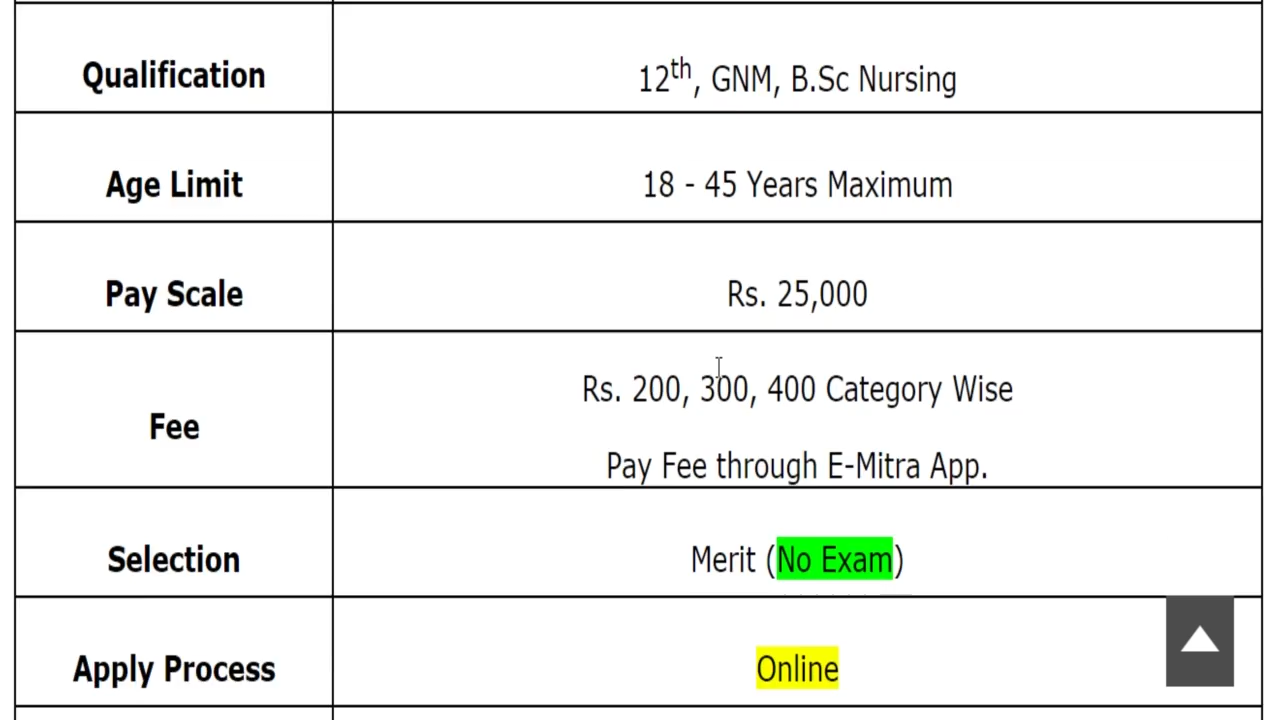 Qualification
12th, GNM, B.Sc Nursing
Age Limit
18 - 45 Years Maximum
Pay Scale
Rs. 25,000
Fee
Rs. 200, 300, 400 Category Wise
Pay Fee through E-Mitra App.
Selection
Merit (No Exam)
Apply Process
Online